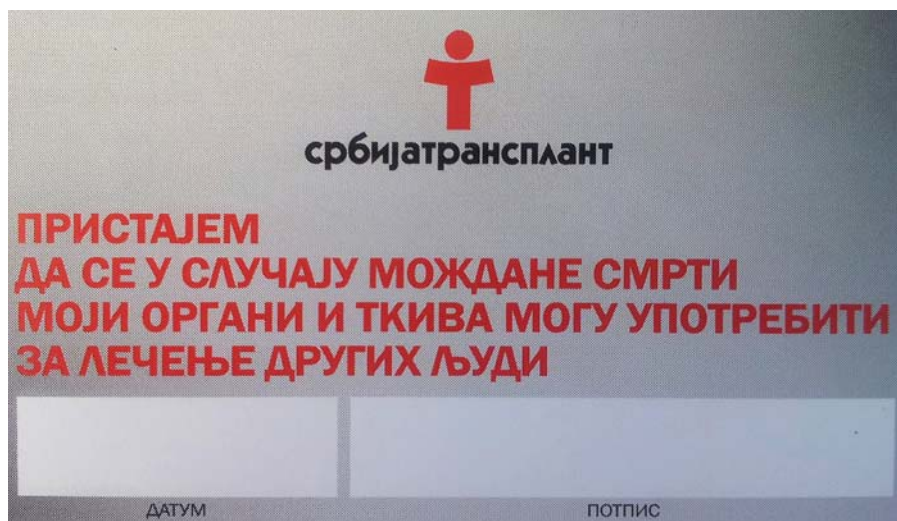 србијатрансплант
ПРИСТАЈЕМ
ДА СЕ У СЛУЧАЈУ МОЖДАНЕ СМРТИ
МОЈИ ОРГАНИ И ТКИВА МОГУ УПОТРЕБИТИ
ЗА ЛЕЧЕЊЕ ДРУГИХ ЉУДИ
ДАТУМ ПОТПИС